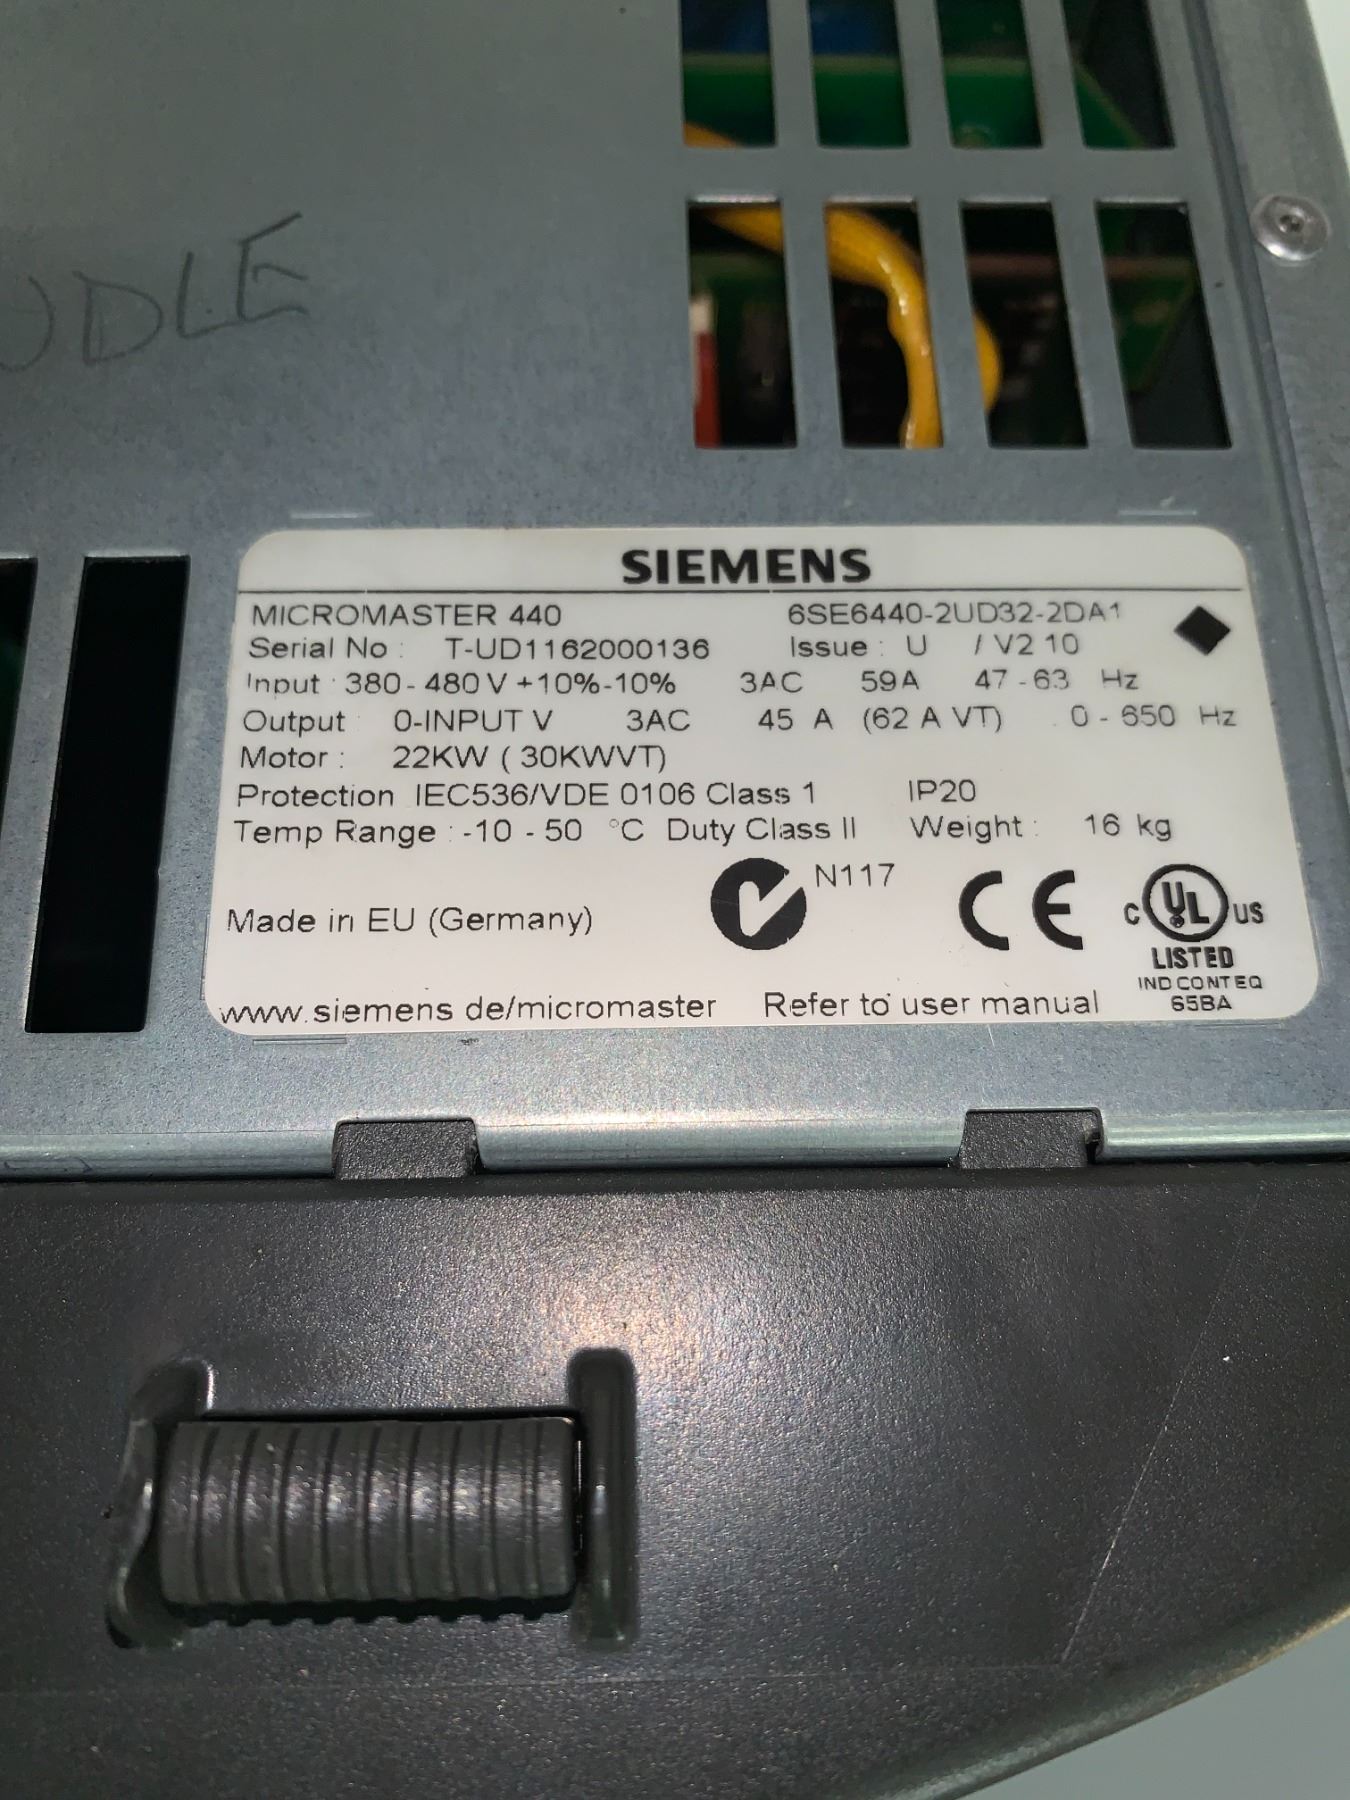 UDLE
SIEMENS
MICROMASTER 440 6SE6440-2UD32-2DA1
Serial No : T-UD1162000136 Issue : U / V2 10
Input : 380 - 480 V +10% -10% 3AC 59A 47 - 63 Hz
Output 0-INPUT V 3AC 45 A (62 A VT) 0 - 650 Hz
Motor : 22KW ( 30KWVT)
Protection IEC536/VDE 0106 Class 1 IP20
Temp Range : -10 - 50 °C Duty Class II Weight : 16 kg
N117
Made in EU (Germany) CE C UL US
LISTED
IND CONT EQ
65BA
www.siemens de/micromaster Refer to user manual